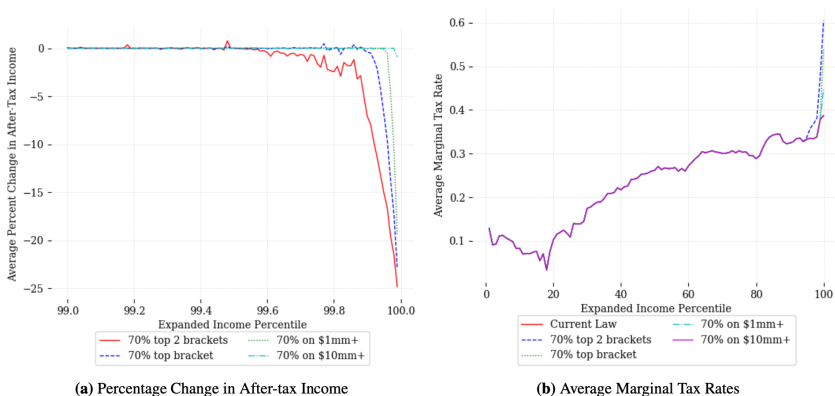 0
−5
−10
−15
−20
−25
Average Percent Change in After-Tax Income
99.0 99.2 99.4 99.6 99.8 100.0
Expanded Income Percentile
70% top 2 brackets
70% top bracket
70% on $1mm+
70% on $10mm+
(a) Percentage Change in After-tax Income
0.6
0.5
0.4
0.3
0.2
0.1
Average Marginal Tax Rate
0 20 40 60 80 100
Expanded Income Percentile
Current Law
70% top 2 brackets
70% top bracket
70% on $1mm+
70% on $10mm+
(b) Average Marginal Tax Rates